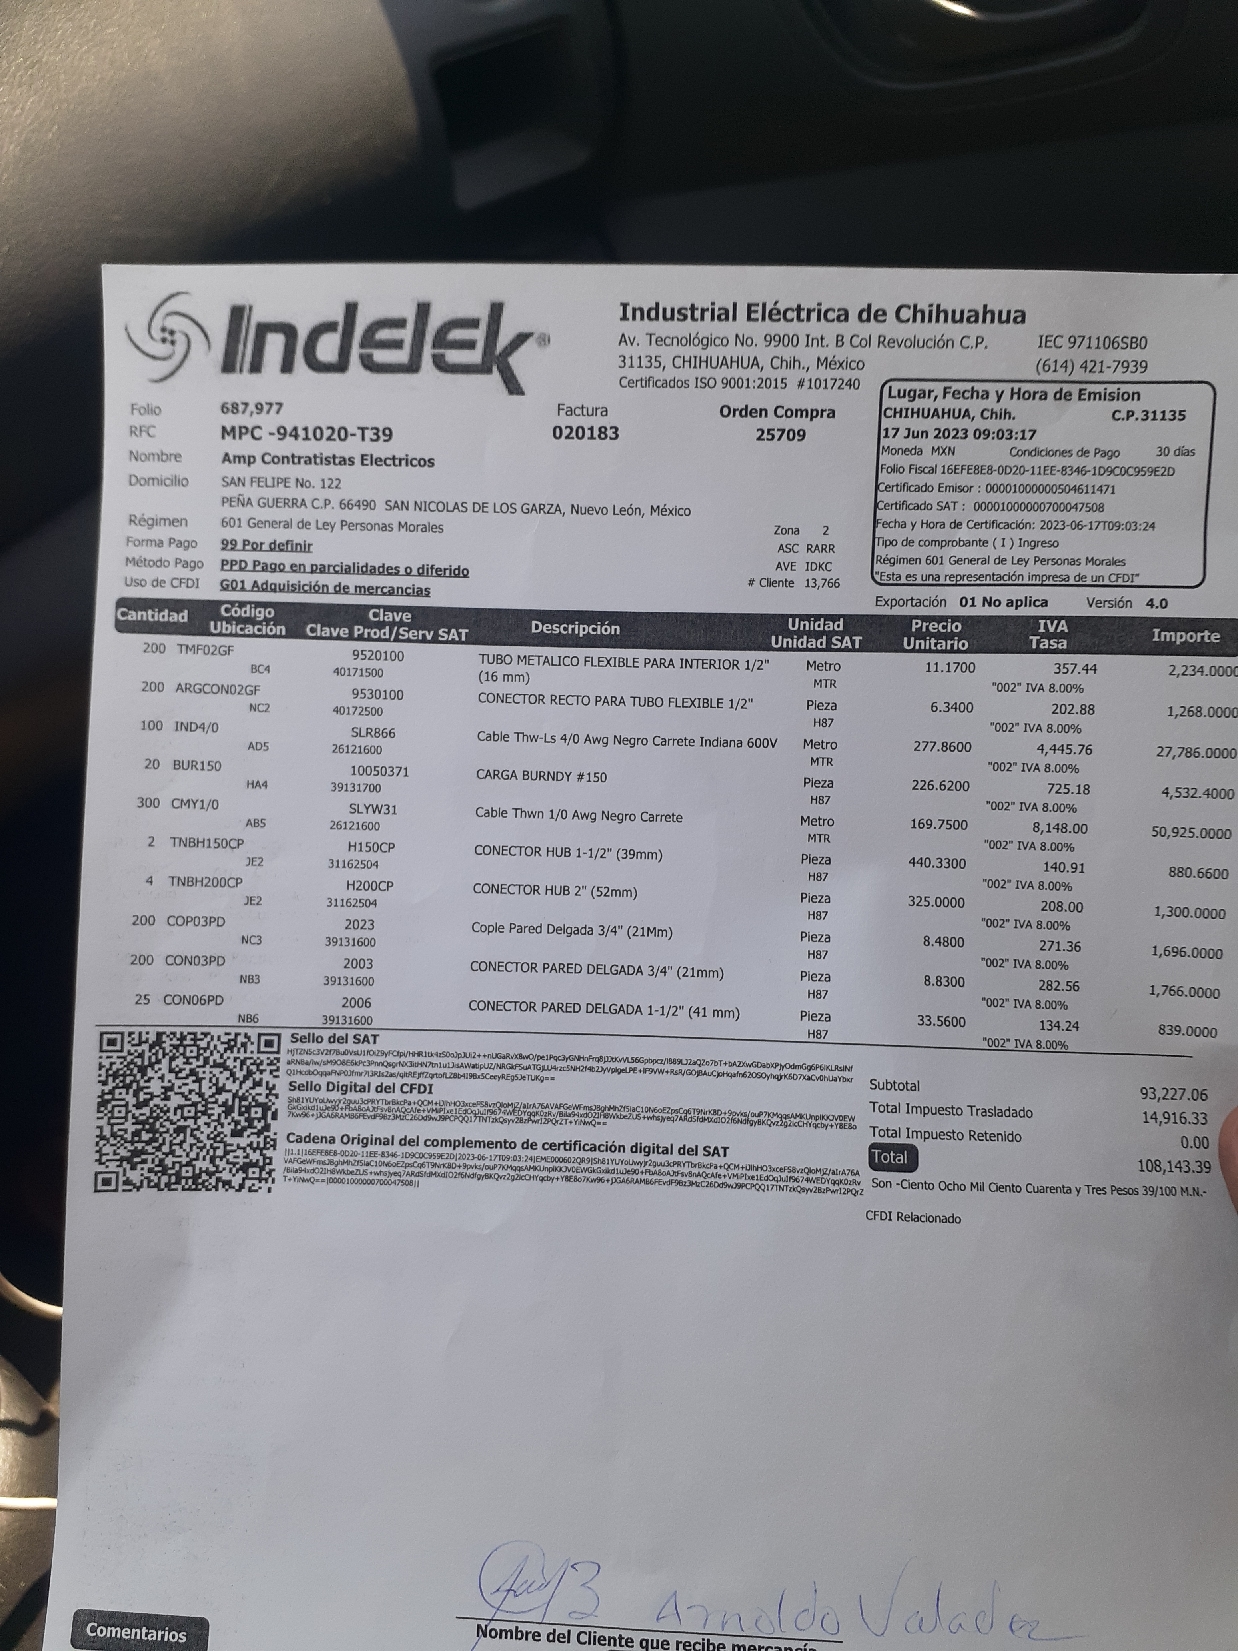 Indelek®
Industrial Eléctrica de Chihuahua
Av. Tecnológico No. 9900 Int. B Col Revolución C.P. IEC 971106SB0
31135, CHIHUAHUA, Chih., México (614) 421-7939
Certificados ISO 9001:2015 #1017240
Folio 687,977 Factura Orden Compra
RFC MPC -941020-T39 020183 25709
Nombre Amp Contratistas Electricos
Domicilio SAN FELIPE No. 122
PEÑA GUERRA C.P. 66490 SAN NICOLAS DE LOS GARZA, Nuevo León, México
Régimen 601 General de Ley Personas Morales
Forma Pago 99 Por definir
Método Pago PPD Pago en parcialidades o diferido
Uso de CFDI G01 Adquisición de mercancias
Zona 2
ASC RARR
AVE IDKC
# Cliente 13,766
Lugar, Fecha y Hora de Emision
CHIHUAHUA, Chih. C.P.31135
17 Jun 2023 09:03:17
Moneda MXN Condiciones de Pago 30 días
Folio Fiscal 16EFE8E8-0D20-11EE-8346-1D9C0C959E2D
Certificado Emisor : 00001000000504611471
Certificado SAT : 00001000000700047508
Fecha y Hora de Certificación: 2023-06-17T09:03:24
Tipo de comprobante ( I ) Ingreso
Régimen 601 General de Ley Personas Morales
"Esta es una representación impresa de un CFDI"
Exportación 01 No aplica Versión 4.0
Cantidad Código Clave Descripción Unidad Precio IVA Importe
Ubicación Clave Prod/Serv SAT Unidad SAT Unitario Tasa
200 TMF02GF 9520100 TUBO METALICO FLEXIBLE PARA INTERIOR 1/2" Metro 11.1700 357.44 2,234.0000
BC4 40171500 (16 mm) MTR "002" IVA 8.00%
200 ARGCON02GF 9530100 CONECTOR RECTO PARA TUBO FLEXIBLE 1/2" Pieza 6.3400 202.88 1,268.0000
NC2 40172500 H87 "002" IVA 8.00%
100 IND4/0 SLR866 Cable Thw-Ls 4/0 Awg Negro Carrete Indiana 600V Metro 277.8600 4,445.76 27,786.0000
AD5 26121600 MTR "002" IVA 8.00%
20 BUR150 10050371 CARGA BURNDY #150 Pieza 226.6200 725.18 4,532.4000
HA4 39131700 H87 "002" IVA 8.00%
300 CMY1/0 SLYW31 Cable Thwn 1/0 Awg Negro Carrete Metro 169.7500 8,148.00 50,925.0000
AB5 26121600 MTR "002" IVA 8.00%
2 TNBH150CP H150CP CONECTOR HUB 1-1/2" (39mm) Pieza 440.3300 140.91 880.6600
JE2 31162504 H87 "002" IVA 8.00%
4 TNBH200CP H200CP CONECTOR HUB 2" (52mm) Pieza 325.0000 208.00 1,300.0000
JE2 31162504 H87 "002" IVA 8.00%
200 COP03PD 2023 Cople Pared Delgada 3/4" (21Mm) Pieza 8.4800 271.36 1,696.0000
NC3 39131600 H87 "002" IVA 8.00%
200 CON03PD 2003 CONECTOR PARED DELGADA 3/4" (21mm) Pieza 8.8300 282.56 1,766.0000
NB3 39131600 H87 "002" IVA 8.00%
25 CON06PD 2006 CONECTOR PARED DELGADA 1-1/2" (41 mm) Pieza 33.5600 134.24 839.0000
NB6 39131600 H87 "002" IVA 8.00%
Sello del SAT
Sello Digital del CFDI
Cadena Original del complemento de certificación digital del SAT
Subtotal 93,227.06
Total Impuesto Trasladado 14,916.33
Total Impuesto Retenido 0.00
Total 108,143.39
Son -Ciento Ocho Mil Ciento Cuarenta y Tres Pesos 39/100 M.N.-
CFDI Relacionado
Arnoldo Valadez
Comentarios
Nombre del Cliente que recibe mercancía